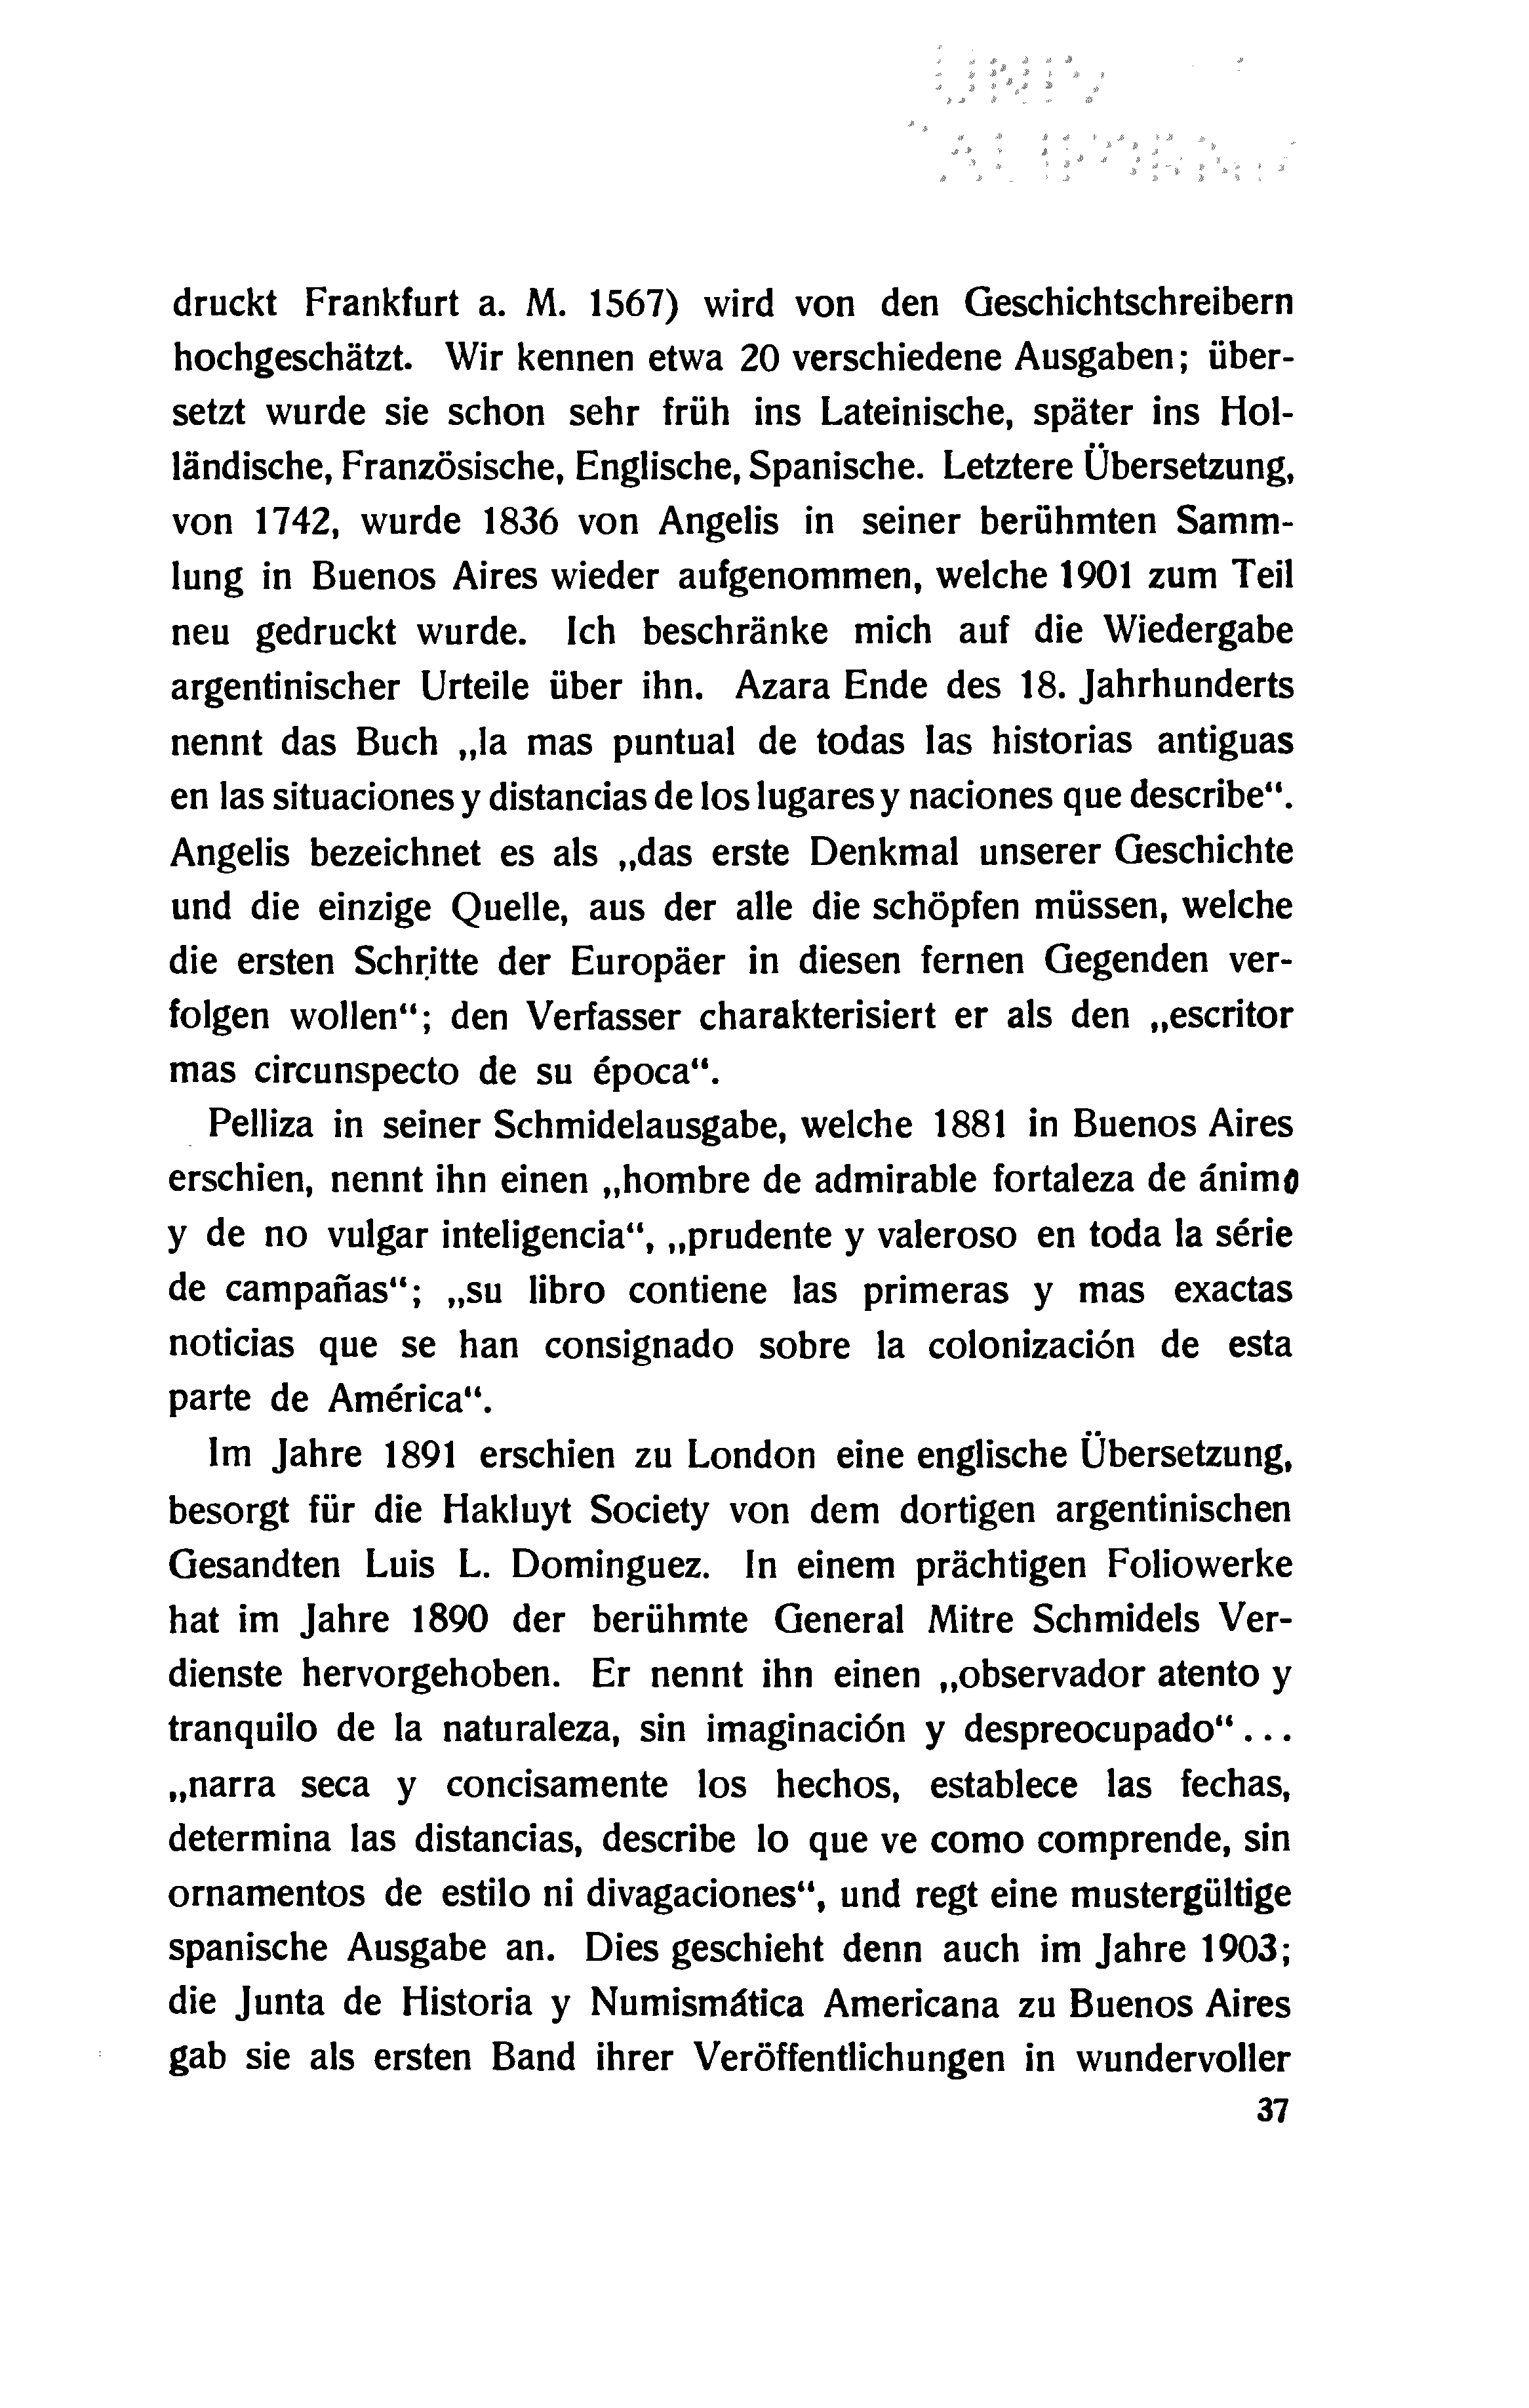 druckt Frankfurt a. M. 1567) wird von den Geschichtschreibern
hochgeschätzt. Wir kennen etwa 20 verschiedene Ausgaben; über-
setzt wurde sie schon sehr früh ins Lateinische, später ins Hol-
ländische, Französische, Englische, Spanische. Letztere Übersetzung,
von 1742, wurde 1836 von Angelis in seiner berühmten Samm-
lung in Buenos Aires wieder aufgenommen, welche 1901 zum Teil
neu gedruckt wurde. Ich beschränke mich auf die Wiedergabe
argentinischer Urteile über ihn. Azara Ende des 18. Jahrhunderts
nennt das Buch „la mas puntual de todas las historias antiguas
en las situaciones y distancias de los lugares y naciones que describe“.
Angelis bezeichnet es als „das erste Denkmal unserer Geschichte
und die einzige Quelle, aus der alle die schöpfen müssen, welche
die ersten Schritte der Europäer in diesen fernen Gegenden ver-
folgen wollen“; den Verfasser charakterisiert er als den „escritor
mas circunspecto de su época“.
Pelliza in seiner Schmidelausgabe, welche 1881 in Buenos Aires
erschien, nennt ihn einen „hombre de admirable fortaleza de ánimo
y de no vulgar inteligencia“, „prudente y valeroso en toda la série
de campañas“; „su libro contiene las primeras y mas exactas
noticias que se han consignado sobre la colonización de esta
parte de América“.
Im Jahre 1891 erschien zu London eine englische Übersetzung,
besorgt für die Hakluyt Society von dem dortigen argentinischen
Gesandten Luis L. Dominguez. In einem prächtigen Foliowerke
hat im Jahre 1890 der berühmte General Mitre Schmidels Ver-
dienste hervorgehoben. Er nennt ihn einen „observador atento y
tranquilo de la naturaleza, sin imaginación y despreocupado“...
„narra seca y concisamente los hechos, establece las fechas,
determina las distancias, describe lo que ve como comprende, sin
ornamentos de estilo ni divagaciones“, und regt eine mustergültige
spanische Ausgabe an. Dies geschieht denn auch im Jahre 1903;
die Junta de Historia y Numismática Americana zu Buenos Aires
gab sie als ersten Band ihrer Veröffentlichungen in wundervoller
37